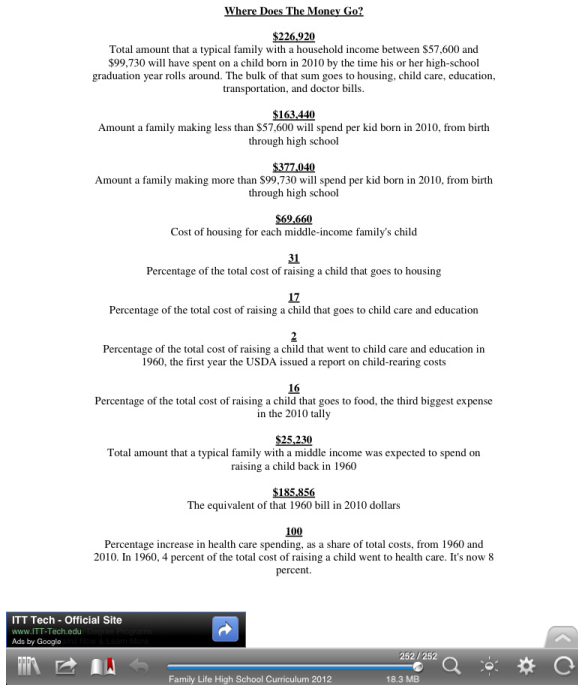 Where Does The Money Go?
$226,920
Total amount that a typical family with a household income between $57,600 and
$99,730 will have spent on a child born in 2010 by the time his or her high-school
graduation year rolls around. The bulk of that sum goes to housing, child care, education,
transportation, and doctor bills.
$163,440
Amount a family making less than $57,600 will spend per kid born in 2010, from birth
through high school
$377,040
Amount a family making more than $99,730 will spend per kid born in 2010, from birth
through high school
$69,660
Cost of housing for each middle-income family's child
31
Percentage of the total cost of raising a child that goes to housing
17
Percentage of the total cost of raising a child that goes to child care and education
2
Percentage of the total cost of raising a child that went to child care and education in
1960, the first year the USDA issued a report on child-rearing costs
16
Percentage of the total cost of raising a child that goes to food, the third biggest expense
in the 2010 tally
$25,230
Total amount that a typical family with a middle income was expected to spend on
raising a child back in 1960
$185,856
The equivalent of that 1960 bill in 2010 dollars
100
Percentage increase in health care spending, as a share of total costs, from 1960 and
2010. In 1960, 4 percent of the total cost of raising a child went to health care. It's now 8
percent.
ITT Tech - Official Site
www.ITT-Tech.edu
Ads by Google
252 / 252
Family Life High School Curriculum 2012
18.3 MB